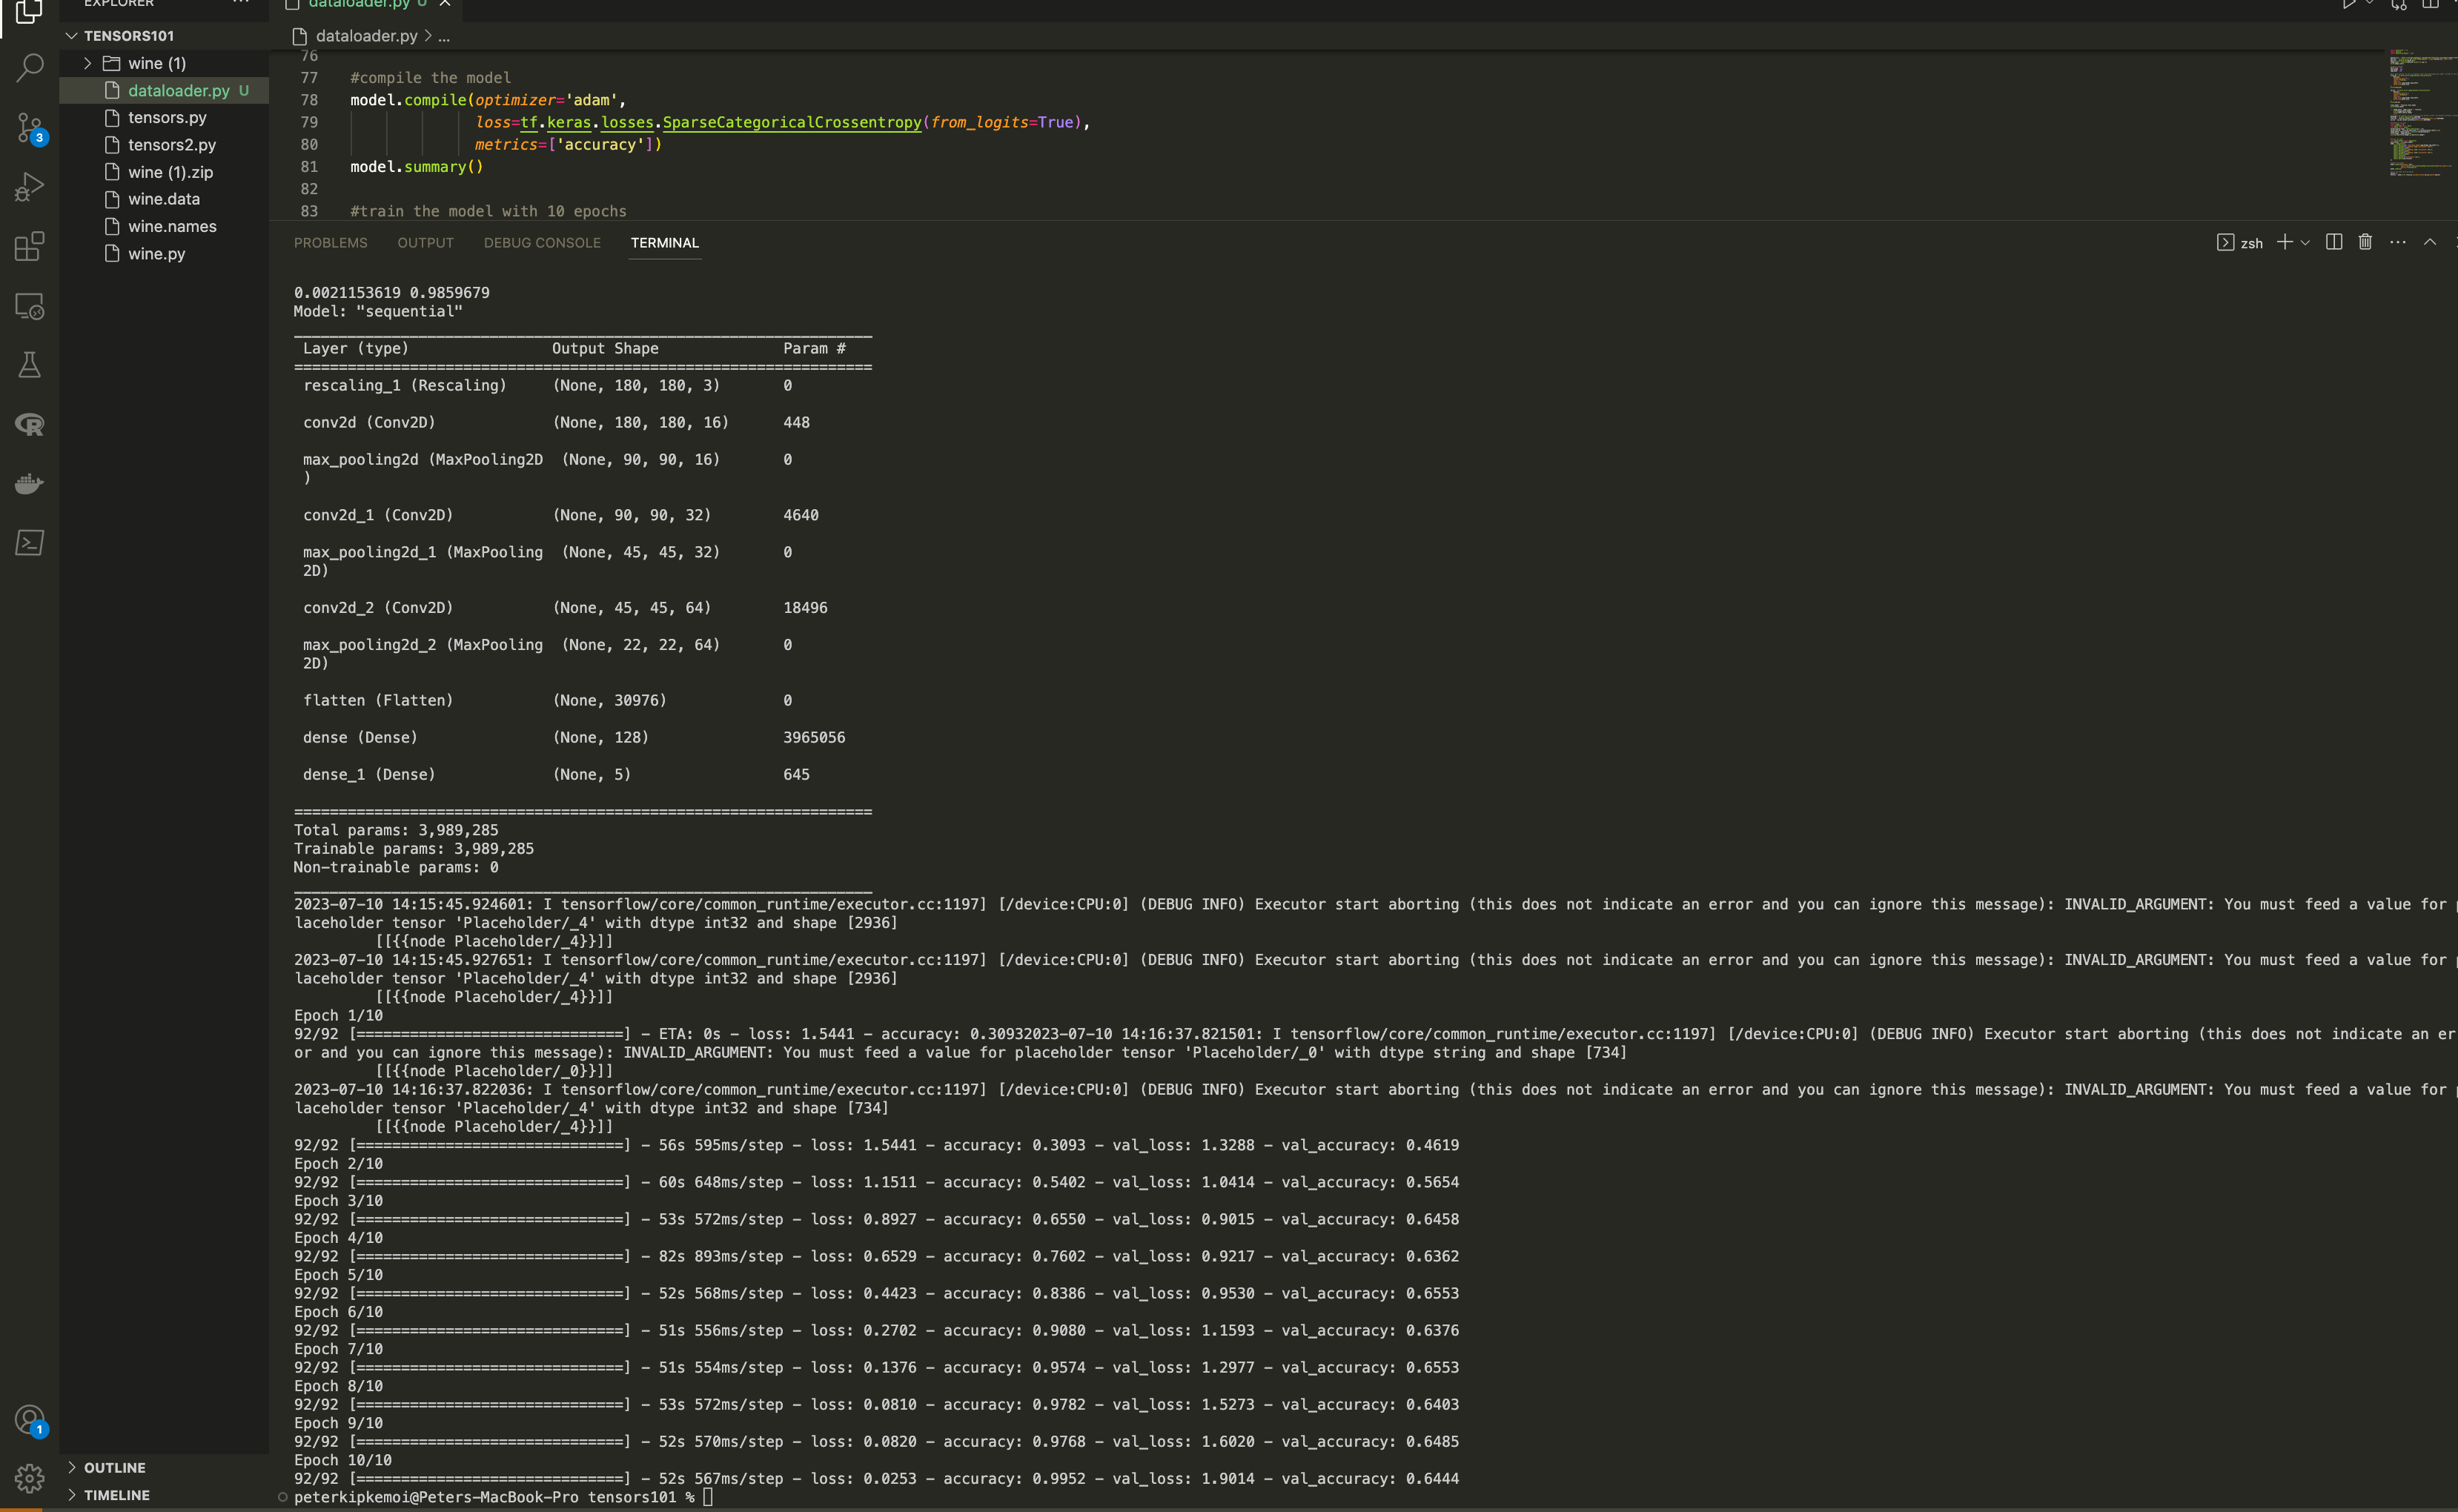 EXPLORER
TENSORS101
wine (1)
dataloader.py U
tensors.py
tensors2.py
wine (1).zip
wine.data
wine.names
wine.py
3
1
OUTLINE
TIMELINE
dataloader.py U
dataloader.py > ...
76
77 #compile the model
78 model.compile(optimizer='adam',
79 loss=tf.keras.losses.SparseCategoricalCrossentropy(from_logits=True),
80 metrics=['accuracy'])
81 model.summary()
82
83 #train the model with 10 epochs
PROBLEMS OUTPUT DEBUG CONSOLE TERMINAL
zsh
0.0021153619 0.9859679
Model: "sequential"
_________________________________________________________________
Layer (type) Output Shape Param #
=================================================================
rescaling_1 (Rescaling) (None, 180, 180, 3) 0
conv2d (Conv2D) (None, 180, 180, 16) 448
max_pooling2d (MaxPooling2D (None, 90, 90, 16) 0
)
conv2d_1 (Conv2D) (None, 90, 90, 32) 4640
max_pooling2d_1 (MaxPooling (None, 45, 45, 32) 0
2D)
conv2d_2 (Conv2D) (None, 45, 45, 64) 18496
max_pooling2d_2 (MaxPooling (None, 22, 22, 64) 0
2D)
flatten (Flatten) (None, 30976) 0
dense (Dense) (None, 128) 3965056
dense_1 (Dense) (None, 5) 645
=================================================================
Total params: 3,989,285
Trainable params: 3,989,285
Non-trainable params: 0
_________________________________________________________________
2023-07-10 14:15:45.924601: I tensorflow/core/common_runtime/executor.cc:1197] [/device:CPU:0] (DEBUG INFO) Executor start aborting (this does not indicate an error and you can ignore this message): INVALID_ARGUMENT: You must feed a value for p
laceholder tensor 'Placeholder/_4' with dtype int32 and shape [2936]
[[{{node Placeholder/_4}}]]
2023-07-10 14:15:45.927651: I tensorflow/core/common_runtime/executor.cc:1197] [/device:CPU:0] (DEBUG INFO) Executor start aborting (this does not indicate an error and you can ignore this message): INVALID_ARGUMENT: You must feed a value for p
laceholder tensor 'Placeholder/_4' with dtype int32 and shape [2936]
[[{{node Placeholder/_4}}]]
Epoch 1/10
92/92 [==============================] - ETA: 0s - loss: 1.5441 - accuracy: 0.30932023-07-10 14:16:37.821501: I tensorflow/core/common_runtime/executor.cc:1197] [/device:CPU:0] (DEBUG INFO) Executor start aborting (this does not indicate an er
or and you can ignore this message): INVALID_ARGUMENT: You must feed a value for placeholder tensor 'Placeholder/_0' with dtype string and shape [734]
[[{{node Placeholder/_0}}]]
2023-07-10 14:16:37.822036: I tensorflow/core/common_runtime/executor.cc:1197] [/device:CPU:0] (DEBUG INFO) Executor start aborting (this does not indicate an error and you can ignore this message): INVALID_ARGUMENT: You must feed a value for p
laceholder tensor 'Placeholder/_4' with dtype int32 and shape [734]
[[{{node Placeholder/_4}}]]
92/92 [==============================] - 56s 595ms/step - loss: 1.5441 - accuracy: 0.3093 - val_loss: 1.3288 - val_accuracy: 0.4619
Epoch 2/10
92/92 [==============================] - 60s 648ms/step - loss: 1.1511 - accuracy: 0.5402 - val_loss: 1.0414 - val_accuracy: 0.5654
Epoch 3/10
92/92 [==============================] - 53s 572ms/step - loss: 0.8927 - accuracy: 0.6550 - val_loss: 0.9015 - val_accuracy: 0.6458
Epoch 4/10
92/92 [==============================] - 82s 893ms/step - loss: 0.6529 - accuracy: 0.7602 - val_loss: 0.9217 - val_accuracy: 0.6362
Epoch 5/10
92/92 [==============================] - 52s 568ms/step - loss: 0.4423 - accuracy: 0.8386 - val_loss: 0.9530 - val_accuracy: 0.6553
Epoch 6/10
92/92 [==============================] - 51s 556ms/step - loss: 0.2702 - accuracy: 0.9080 - val_loss: 1.1593 - val_accuracy: 0.6376
Epoch 7/10
92/92 [==============================] - 51s 554ms/step - loss: 0.1376 - accuracy: 0.9574 - val_loss: 1.2977 - val_accuracy: 0.6553
Epoch 8/10
92/92 [==============================] - 53s 572ms/step - loss: 0.0810 - accuracy: 0.9782 - val_loss: 1.5273 - val_accuracy: 0.6403
Epoch 9/10
92/92 [==============================] - 52s 570ms/step - loss: 0.0820 - accuracy: 0.9768 - val_loss: 1.6020 - val_accuracy: 0.6485
Epoch 10/10
92/92 [==============================] - 52s 567ms/step - loss: 0.0253 - accuracy: 0.9952 - val_loss: 1.9014 - val_accuracy: 0.6444
peterkipkemoi@Peters-MacBook-Pro tensors101 %